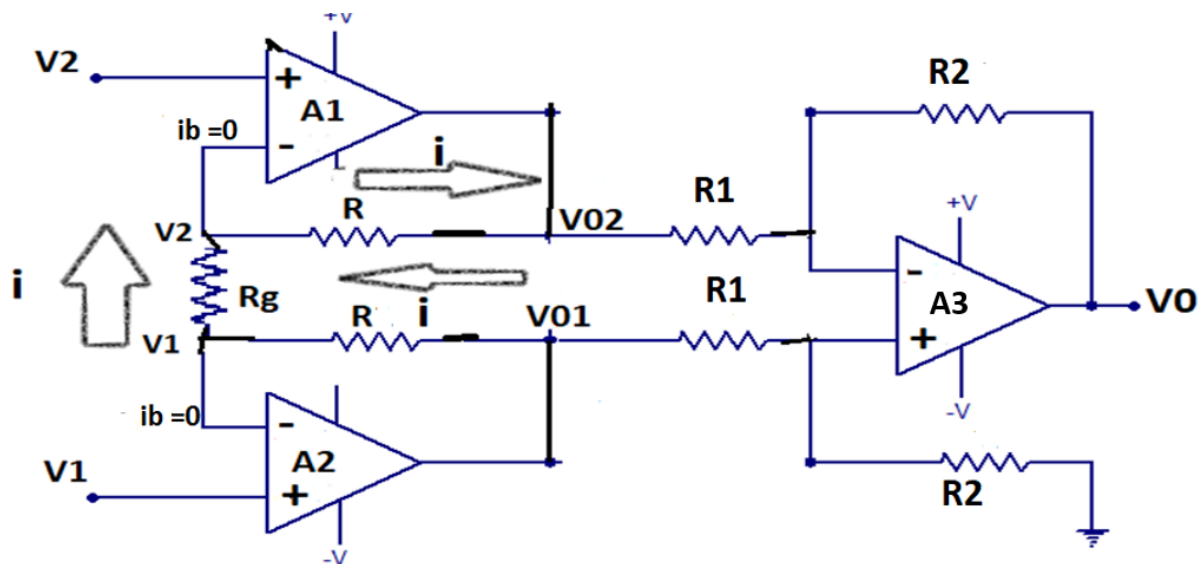 +V
V2
+
A1
ib =0
-
i
R2
R
V02
R1
V2
+V
i
Rg
-
R1
A3
V0
V1
R
i
V01
+
ib =0
-
-V
A2
V1
+
R2
-V